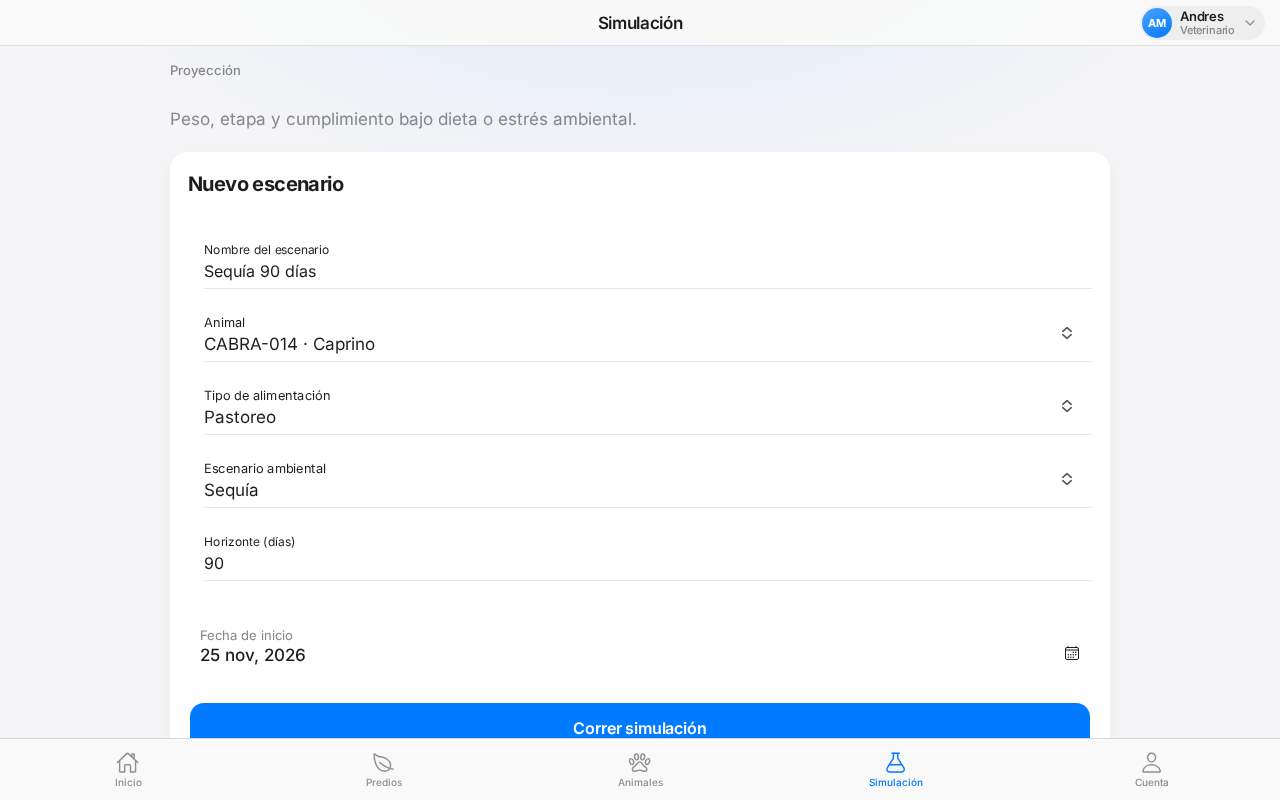 Simulación
AM
Andres
Veterinario
Proyección
Peso, etapa y cumplimiento bajo dieta o estrés ambiental.
Nuevo escenario
Nombre del escenario
Sequía 90 días
Animal
CABRA-014 · Caprino
Tipo de alimentación
Pastoreo
Escenario ambiental
Sequía
Horizonte (días)
90
Fecha de inicio
25 nov, 2026
Correr simulación
Inicio
Predios
Animales
Simulación
Cuenta